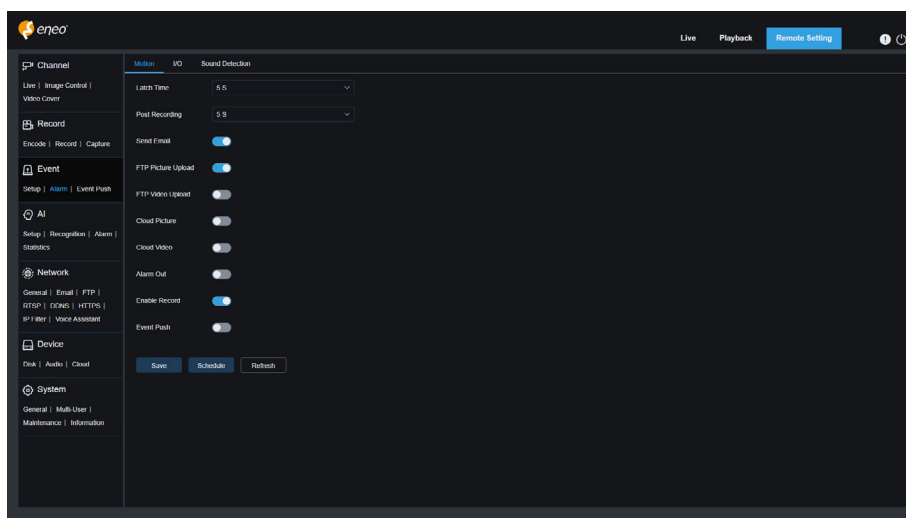 eneo
Live Playback Remote Setting
Channel
Live | Image Control |
Video Cover
Record
Encode | Record | Capture
Event
Setup | Alarm | Event Push
AI
Setup | Recognition | Alarm |
Statistics
Network
General | Email | FTP |
RTSP | DDNS | HTTPS |
IP Filter | Voice Assistant
Device
Disk | Audio | Cloud
System
General | Multi-User |
Maintenance | Information
Motion I/O Sound Detection
Latch Time 5 S
Post Recording 5 S
Send Email
FTP Picture Upload
FTP Video Upload
Cloud Picture
Cloud Video
Alarm Out
Enable Record
Event Push
Save Schedule Refresh